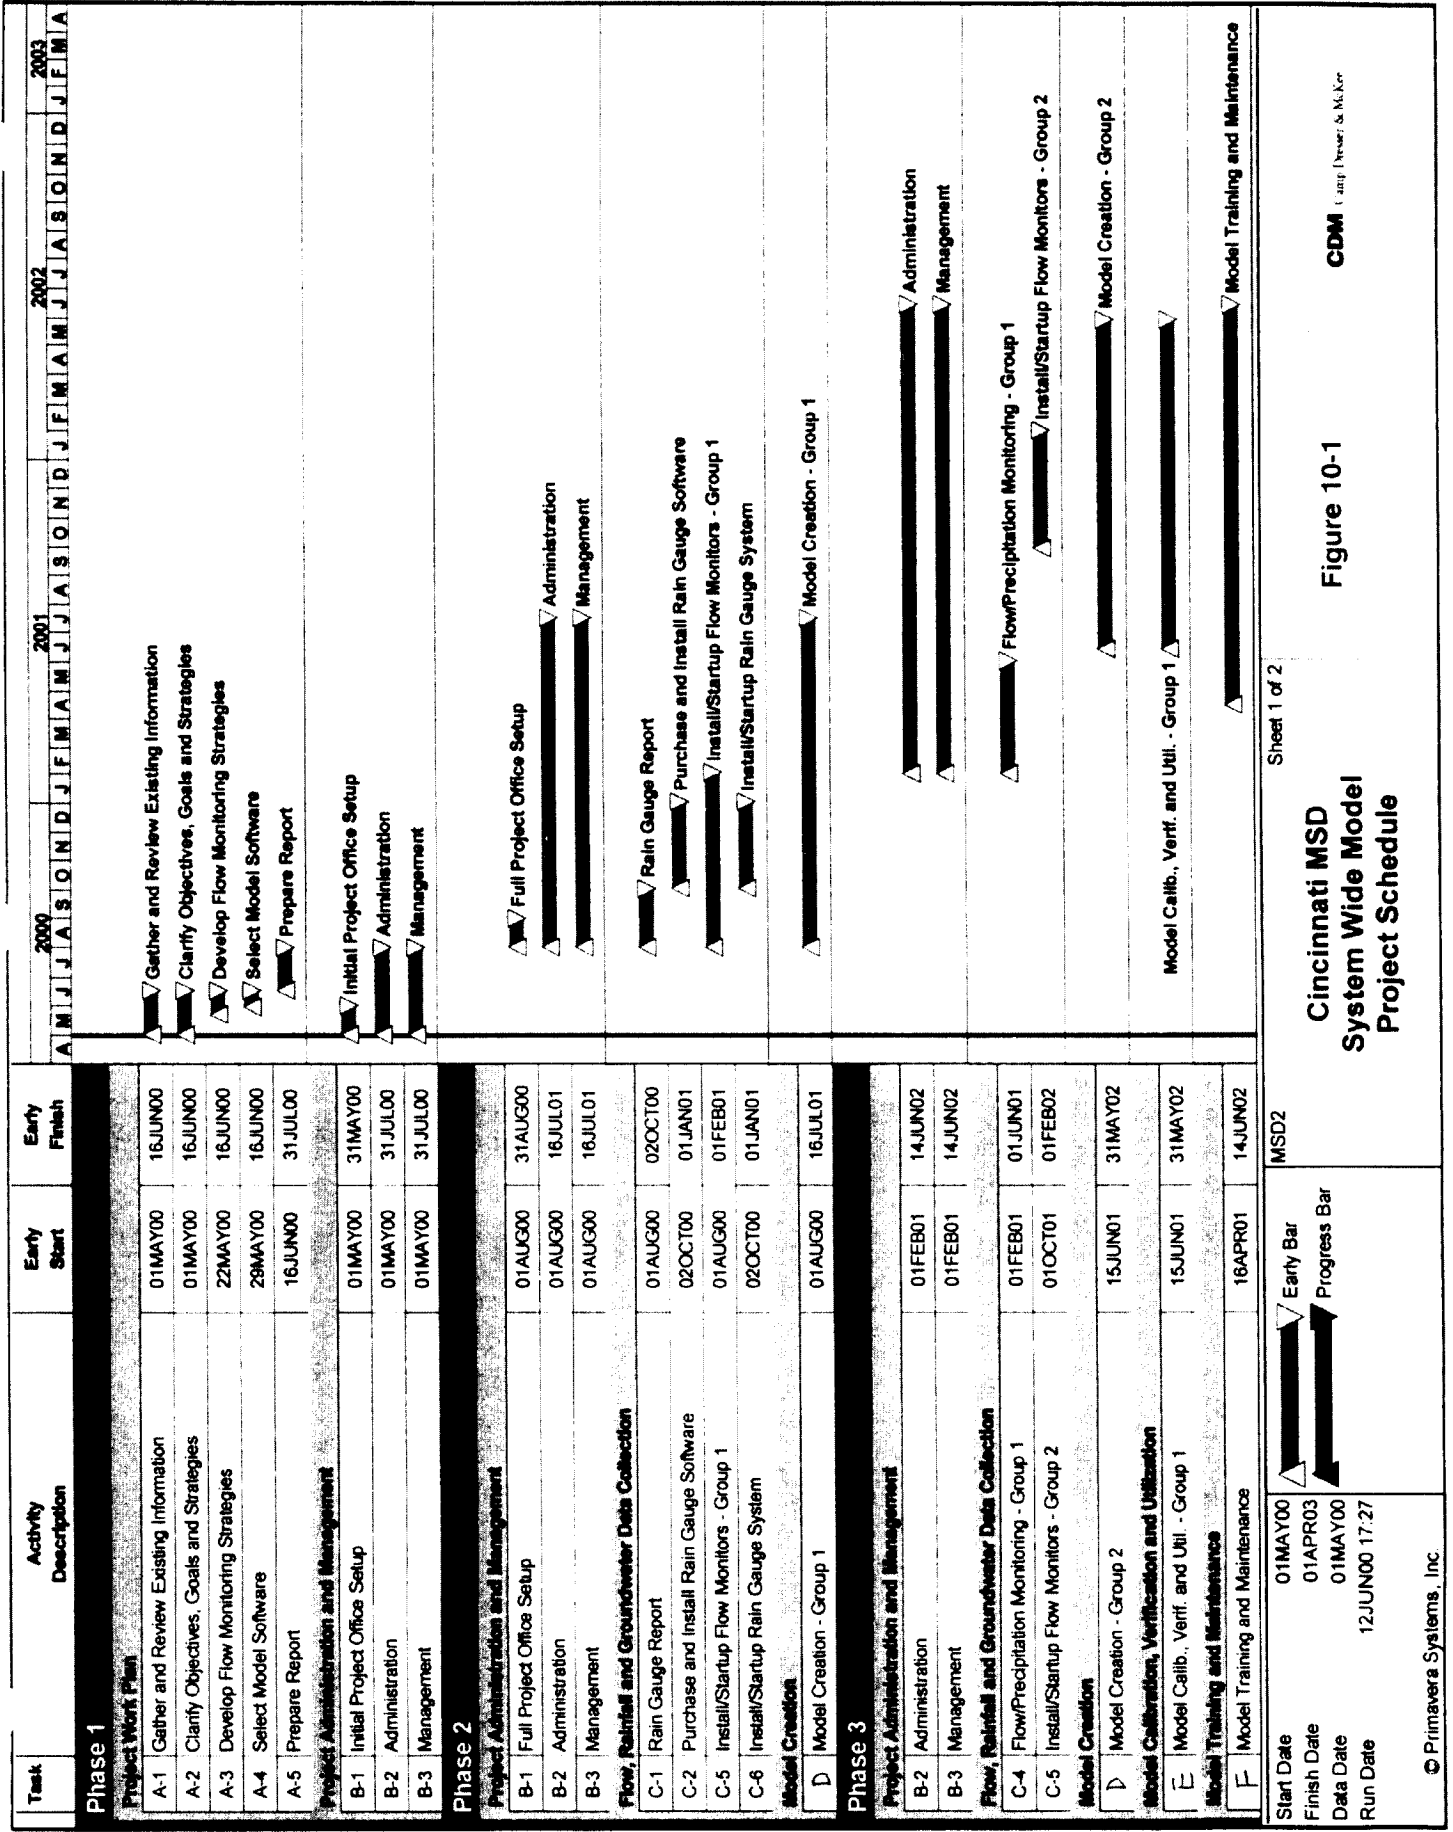 Task Activity Description Early Start Early Finish
2000 2001 2002 2003
A M J J A S O N D J F M A M J J A S O N D J F M A M J J A S O N D J F M A
Phase 1
Project Work Plan
A-1 Gather and Review Existing Information 01MAY00 16JUN00 Gather and Review Existing Information
A-2 Clarify Objectives, Goals and Strategies 01MAY00 16JUN00 Clarify Objectives, Goals and Strategies
A-3 Develop Flow Monitoring Strategies 22MAY00 16JUN00 Develop Flow Monitoring Strategies
A-4 Select Model Software 29MAY00 16JUN00 Select Model Software
A-5 Prepare Report 16JUN00 31JUL00 Prepare Report
Project Administration and Management
B-1 Initial Project Office Setup 01MAY00 31MAY00 Initial Project Office Setup
B-2 Administration 01MAY00 31JUL00 Administration
B-3 Management 01MAY00 31JUL00 Management
Phase 2
Project Administration and Management
B-1 Full Project Office Setup 01AUG00 31AUG00 Full Project Office Setup
B-2 Administration 01AUG00 16JUL01 Administration
B-3 Management 01AUG00 16JUL01 Management
Flow, Rainfall and Groundwater Data Collection
C-1 Rain Gauge Report 01AUG00 02OCT00 Rain Gauge Report
C-2 Purchase and Install Rain Gauge Software 02OCT00 01JAN01 Purchase and Install Rain Gauge Software
C-5 Install/Startup Flow Monitors - Group 1 01AUG00 01FEB01 Install/Startup Flow Monitors - Group 1
C-6 Install/Startup Rain Gauge System 02OCT00 01JAN01 Install/Startup Rain Gauge System
Model Creation
D Model Creation - Group 1 01AUG00 16JUL01 Model Creation - Group 1
Phase 3
Project Administration and Management
B-2 Administration 01FEB01 14JUN02 Administration
B-3 Management 01FEB01 14JUN02 Management
Flow, Rainfall and Groundwater Data Collection
C-4 Flow/Precipitation Monitoring - Group 1 01FEB01 01JUN01 Flow/Precipitation Monitoring - Group 1
C-5 Install/Startup Flow Monitors - Group 2 01OCT01 01FEB02 Install/Startup Flow Monitors - Group 2
Model Creation
D Model Creation - Group 2 15JUN01 31MAY02 Model Creation - Group 2
Model Calibration, Verification and Utilization
E Model Calib., Verif. and Util. - Group 1 15JUN01 31MAY02 Model Calib., Verif. and Util. - Group 1
Model Training and Maintenance
F Model Training and Maintenance 16APR01 14JUN02 Model Training and Maintenance
Start Date 01MAY00
Finish Date 01APR03
Data Date 01MAY00
Run Date 12JUN00 17:27
© Primavera Systems, Inc.
Early Bar
Progress Bar
MSD2
Sheet 1 of 2
Cincinnati MSD
System Wide Model
Project Schedule
Figure 10-1
CDM Camp Dresser & McKee